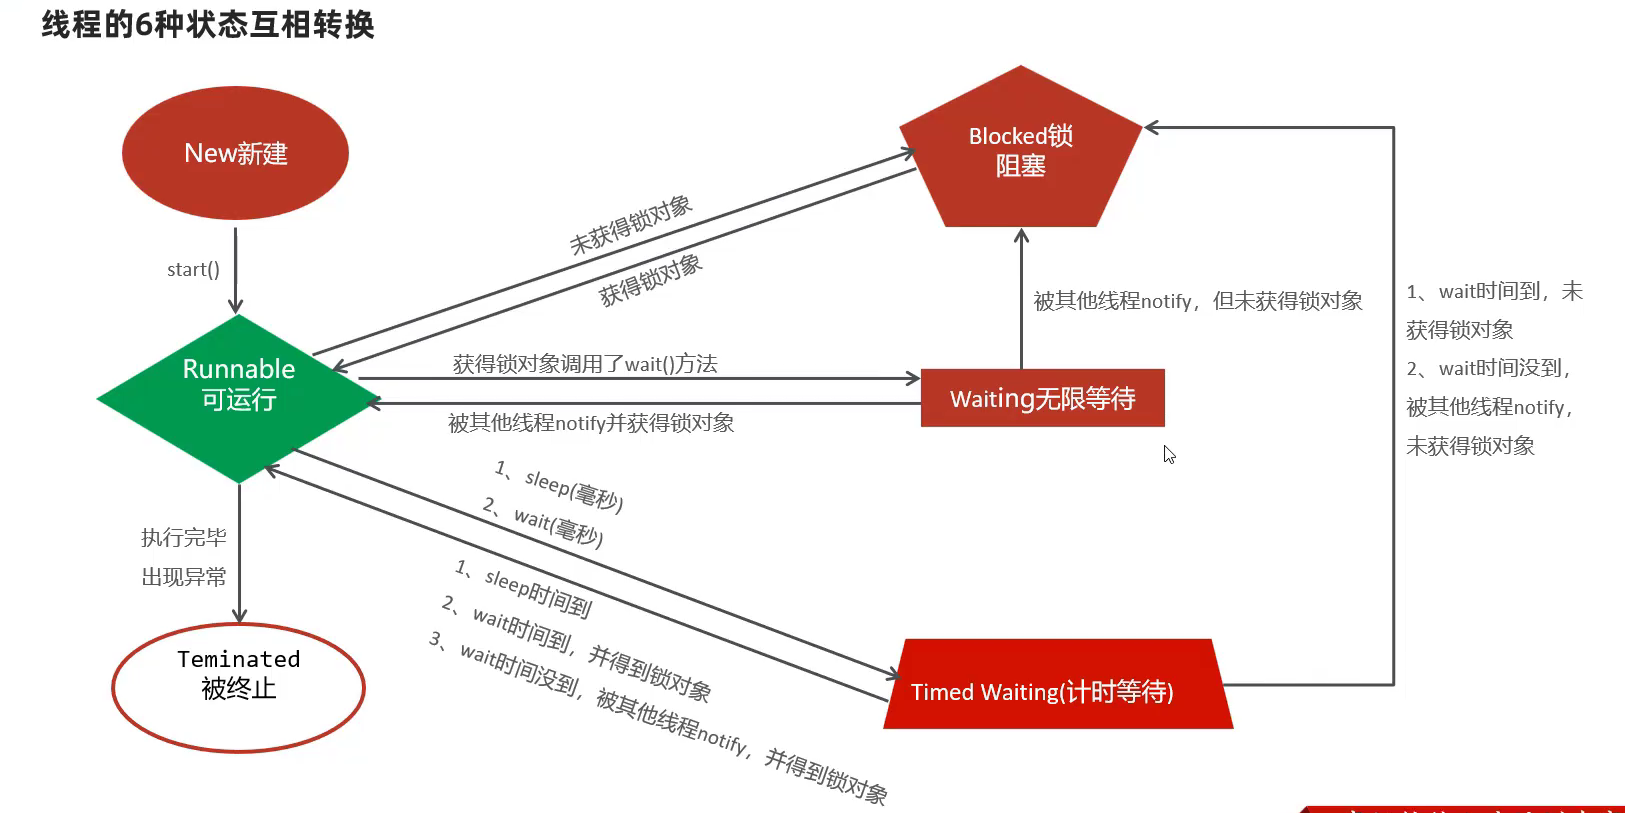 线程的6种状态互相转换
New新建
start()
Runnable
可运行
执行完毕
出现异常
Teminated
被终止
未获得锁对象
获得锁对象
Blocked锁
阻塞
获得锁对象调用了wait()方法
被其他线程notify并获得锁对象
Waiting无限等待
被其他线程notify，但未获得锁对象
1、sleep(毫秒)
2、wait(毫秒)
1、sleep时间到
2、wait时间到，并得到锁对象
3、wait时间没到，被其他线程notify，并得到锁对象
Timed Waiting(计时等待)
1、wait时间到，未
获得锁对象
2、wait时间没到，
被其他线程notify，
未获得锁对象